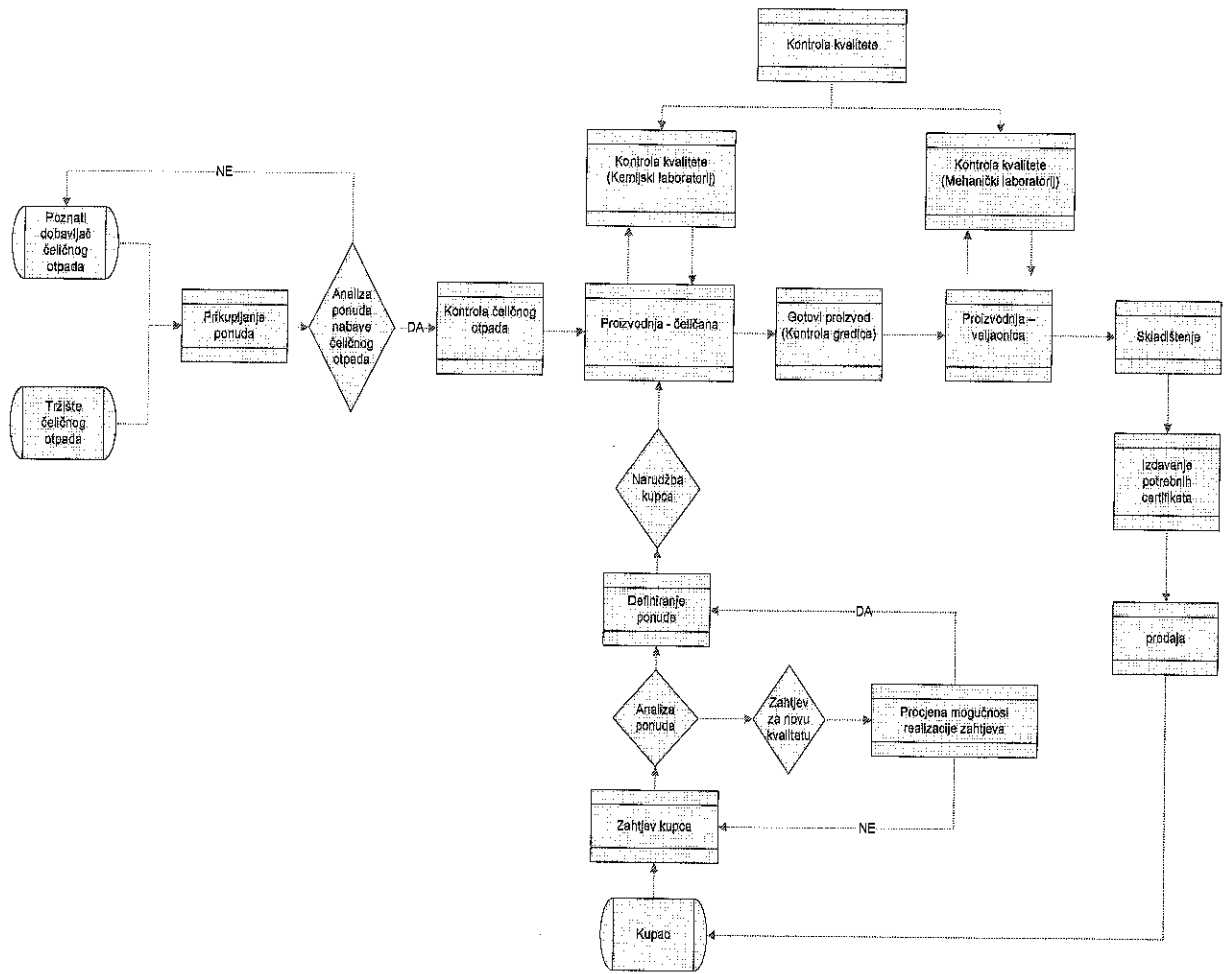 Kontrola kvalitete
Kontrola kvalitete
(Kemijski laboratorij)
Kontrola kvalitete
(Mehanički laboratorij)
NE
Poznati
dobavljač
čeličnog
otpada
Prikupljanje
ponuda
Analiza
ponuda
nabave
čeličnog
otpada
DA
Kontrola čeličnog
otpada
Proizvodnja - čeličana
Gotovi proizvod
(Kontrola gredica)
Proizvodnja –
valjaonica
Skladištenje
Tržište
čeličnog
otpada
Narudžba
kupca
Izdavanje
potrebnih
certifikata
Definiranje
ponuda
DA
prodaja
Analiza
ponuda
Zahtjev
za novu
kvalitetu
Procjena mogučnosi
realizacije zahtjeva
Zahtjev kupca
NE
Kupac